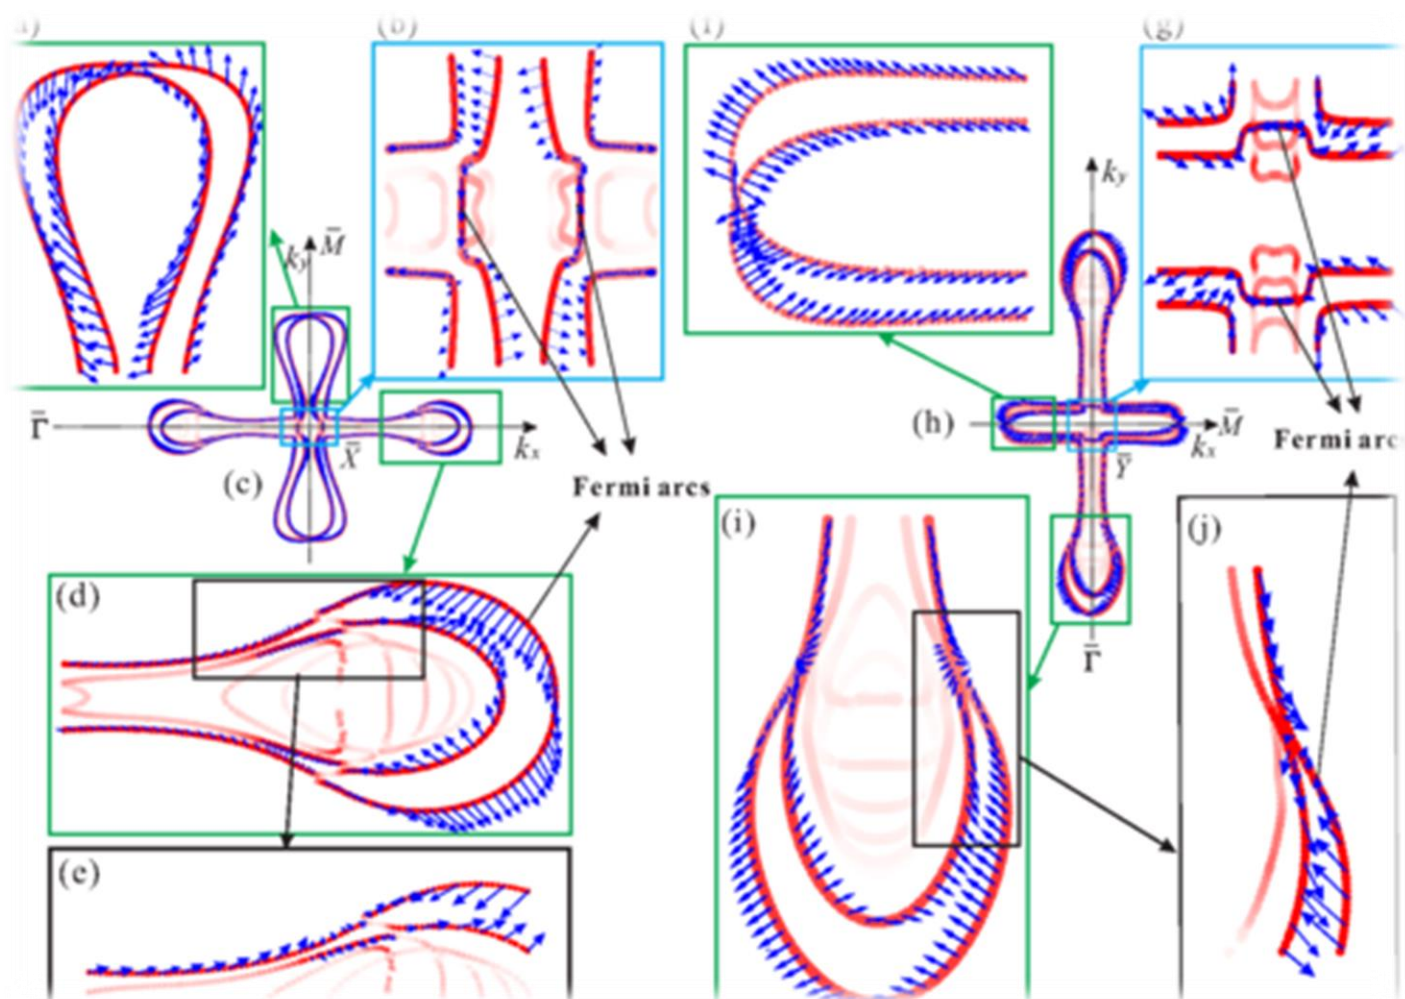 (b)
(f)
(g)
k_y M̄
k_y
Γ̄
k_x
X̄
(c)
(h)
M̄
k_x
Ȳ
Fermi arcs
Fermi arc
Γ̄
(d)
(i)
(j)
(e)